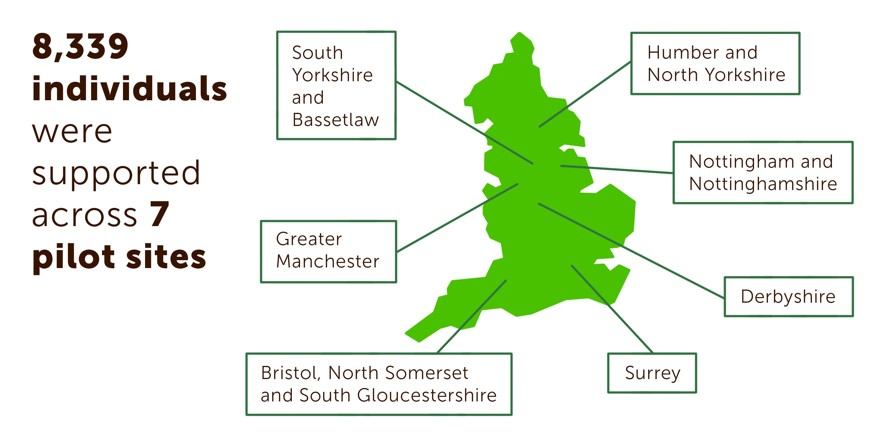 8,339
individuals
were
supported
across 7
pilot sites
South
Yorkshire
and
Bassetlaw
Humber and
North Yorkshire
Nottingham and
Nottinghamshire
Greater
Manchester
Derbyshire
Bristol, North Somerset
and South Gloucestershire
Surrey